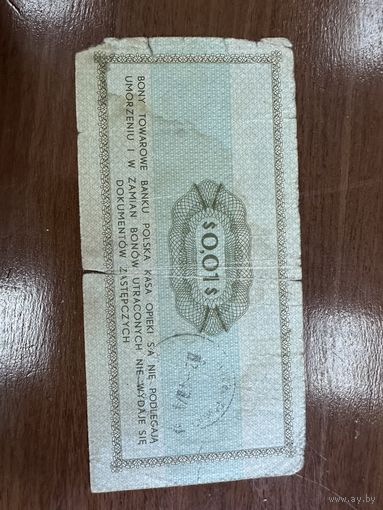 $ 0,01 $
BONY TOWAROWE BANKU POLSKA KASA OPIEKI S.A. NIE PODLEGAJĄ
UMORZENIU I W ZAMIAN BONÓW UTRACONYCH NIE WYDAJE SIĘ
DOKUMENTÓW ZASTĘPCZYCH
www.ay.by